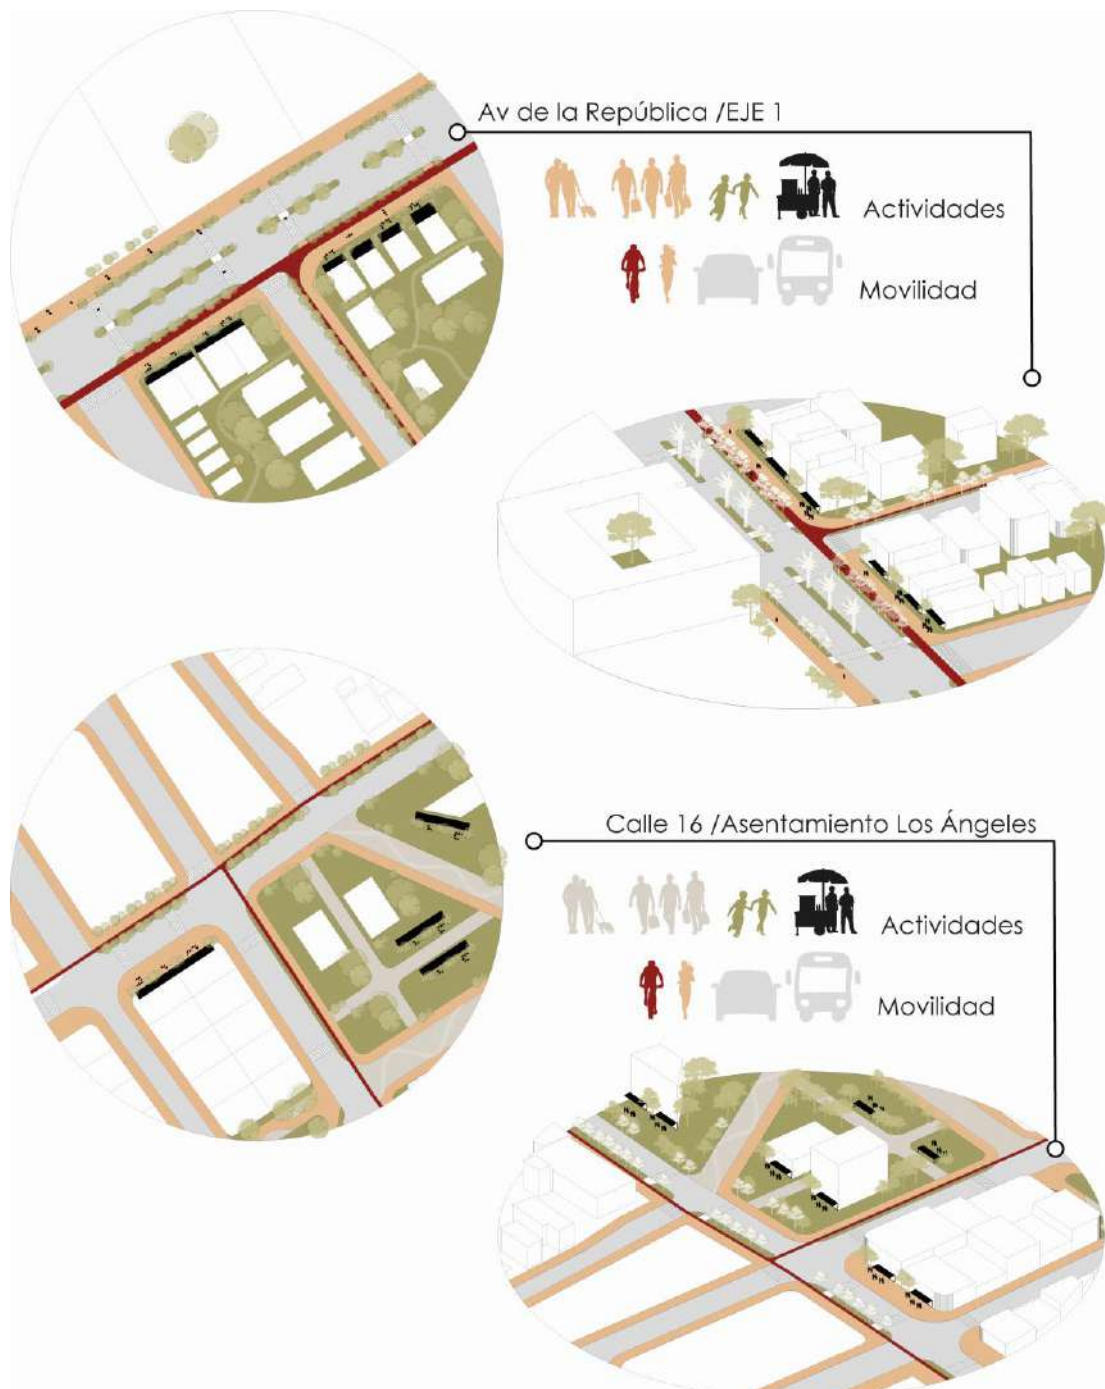 Av de la República /EJE 1
Actividades
Movilidad
Calle 16 /Asentamiento Los Ángeles
Actividades
Movilidad